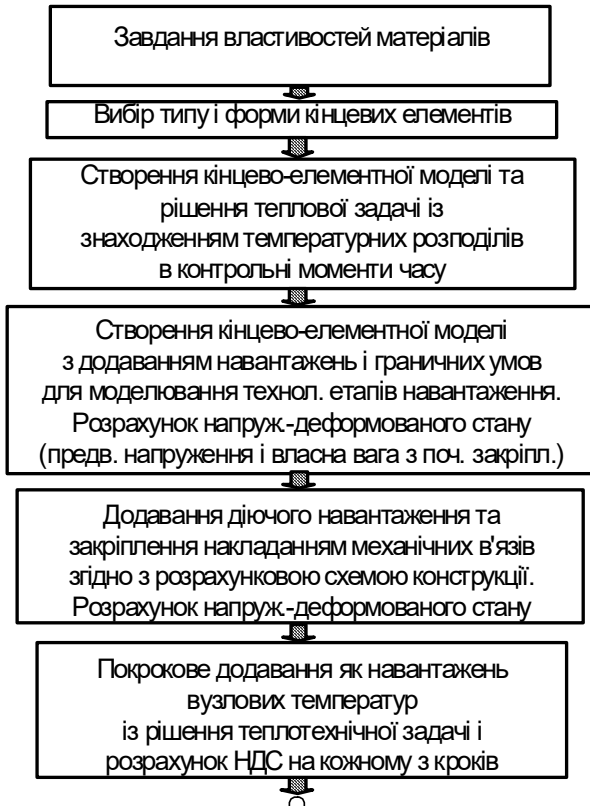 Завдання властивостей матеріалів
Вибір типу і форми кінцевих елементів
Створення кінцево-елементної моделі та
рішення теплової задачі із
знаходженням температурних розподілів
в контрольні моменти часу
Створення кінцево-елементної моделі
з додаванням навантажень і граничних умов
для моделювання технол. етапів навантаження.
Розрахунок напруж.-деформованого стану
(предв. напруження і власна вага з поч. закріпл.)
Додавання діючого навантаження та
закріплення накладанням механічних в'язів
згідно з розрахунковою схемою конструкції.
Розрахунок напруж.-деформованого стану
Покрокове додавання як навантажень
вузлових температур
із рішення теплотехнічної задачі і
розрахунок НДС на кожному з кроків